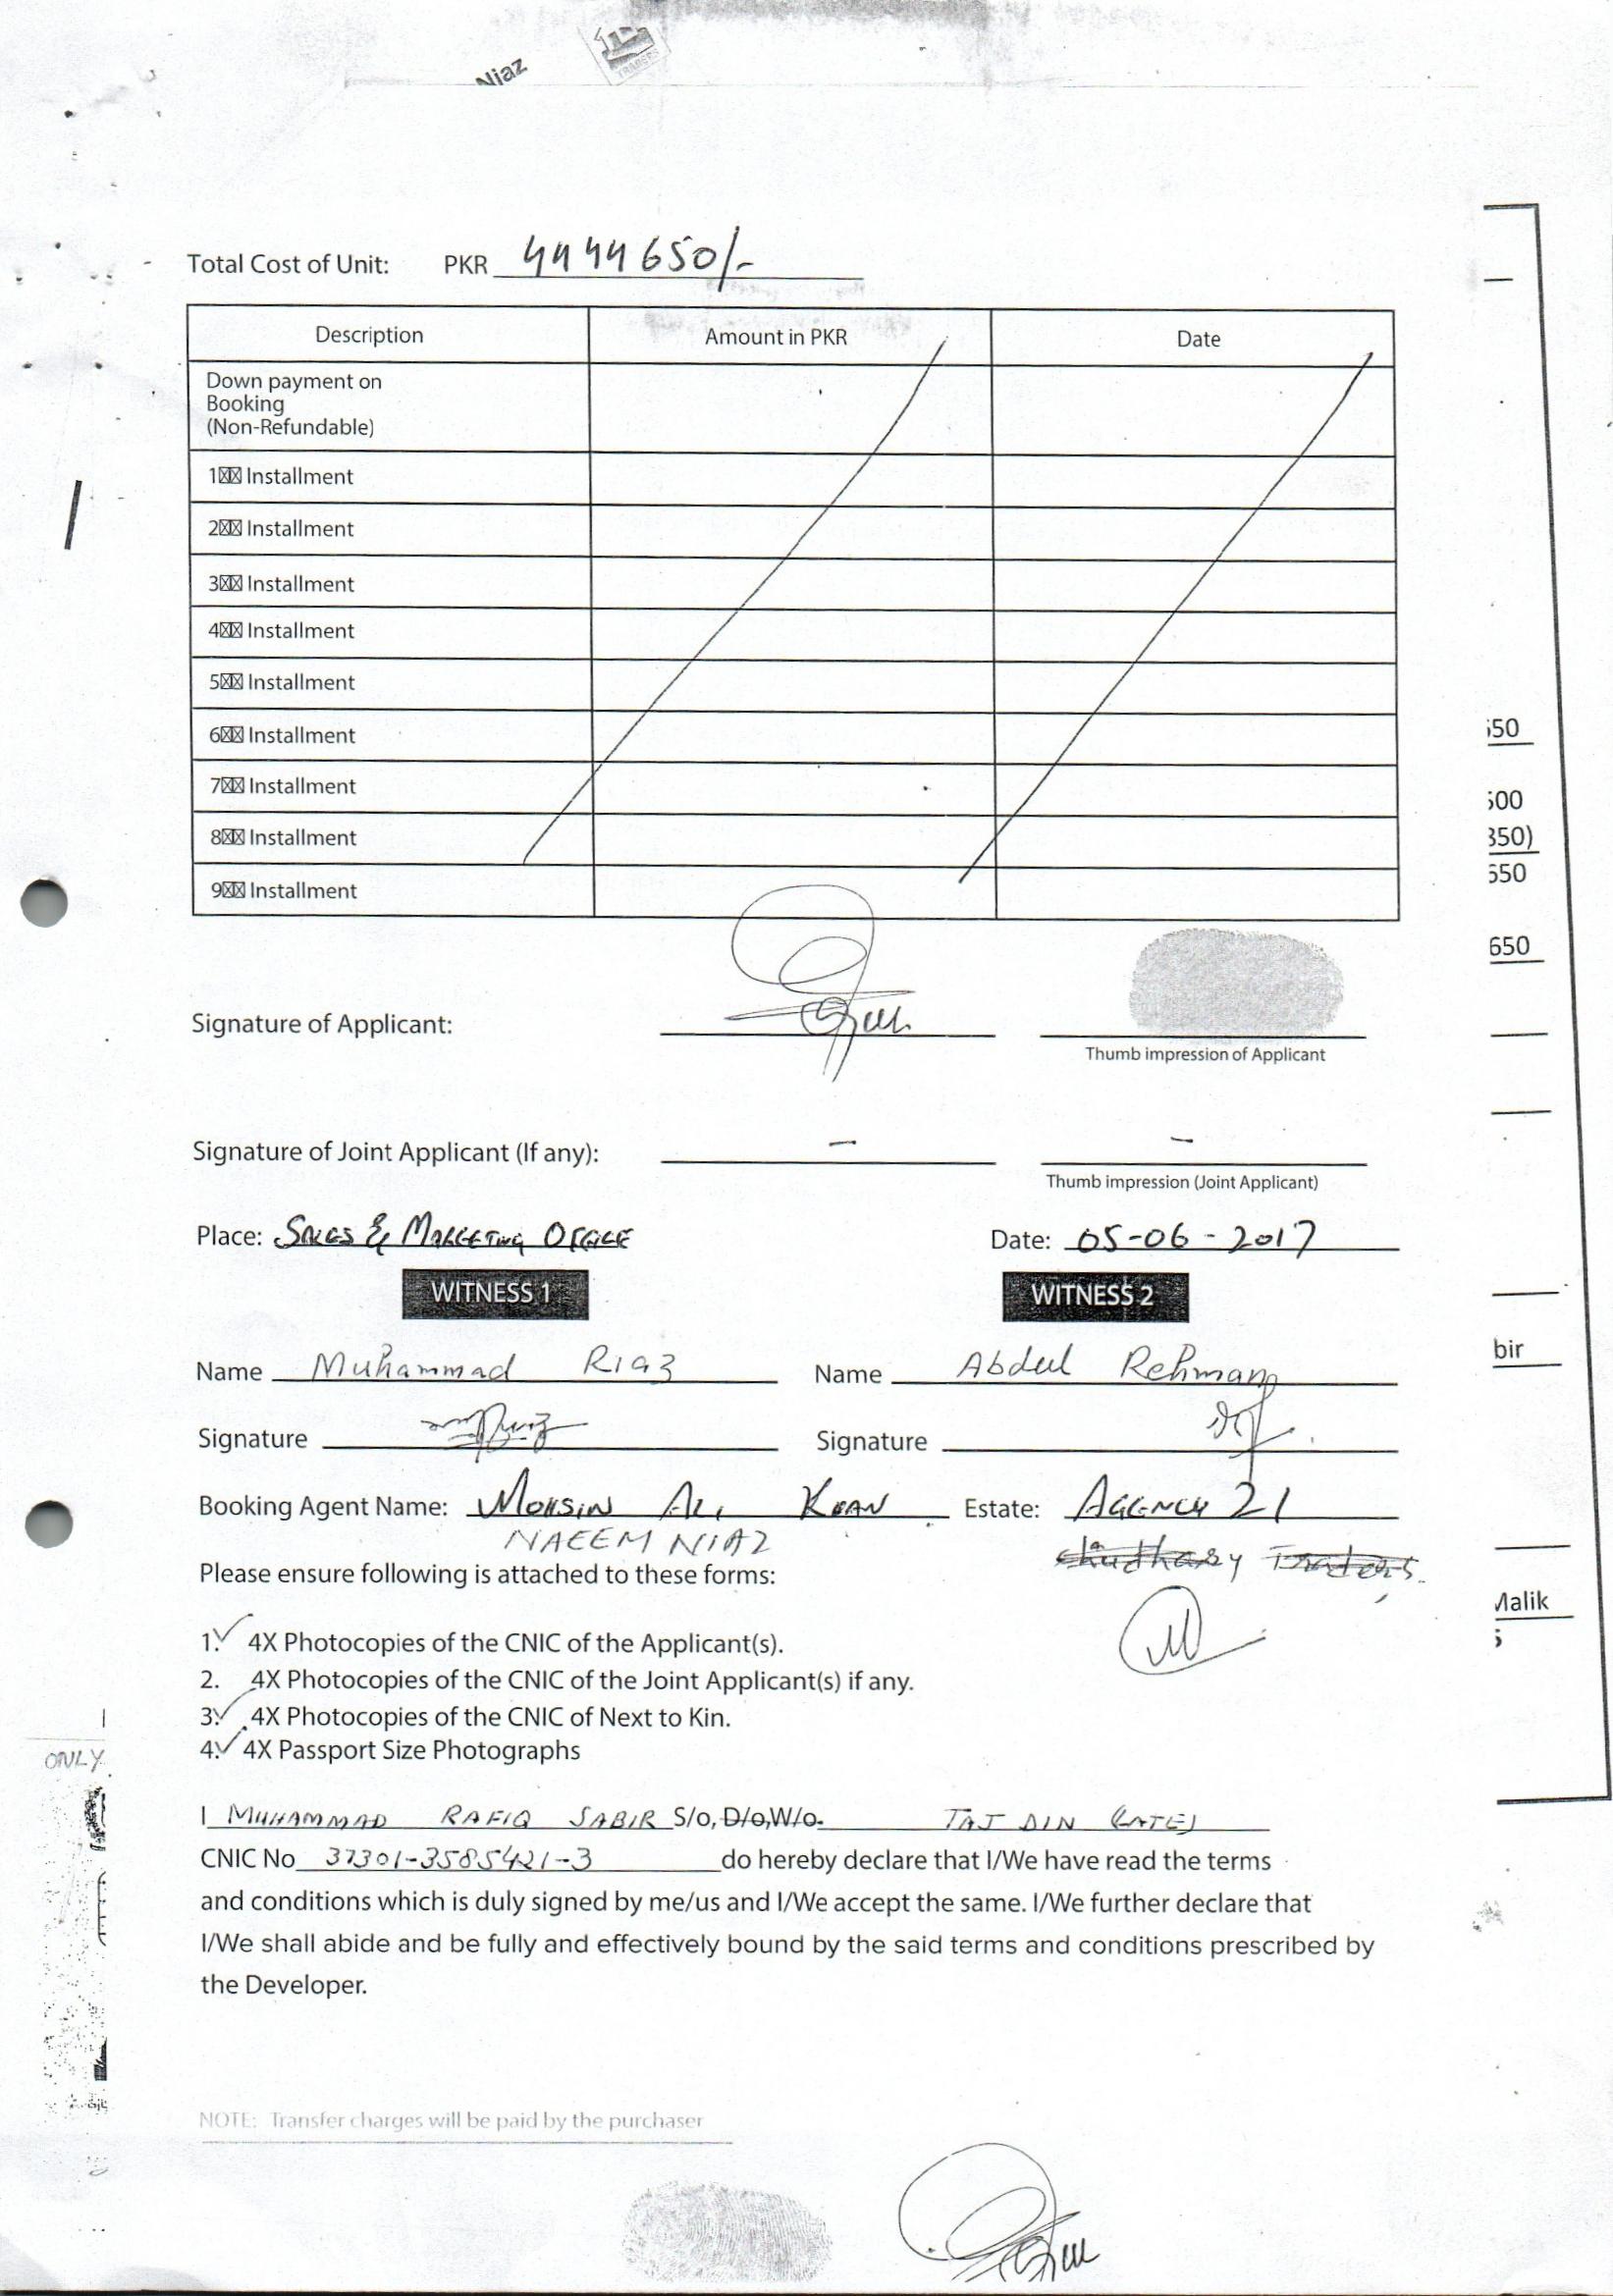 Niaz
TRANSFE
Total Cost of Unit: PKR 4444650/-
Description Amount in PKR Date
Down payment on
Booking
(Non-Refundable)
1☒☒ Installment
2☒☒ Installment
3☒☒ Installment
4☒☒ Installment
5☒☒ Installment
6☒☒ Installment
7☒☒ Installment
8☒☒ Installment
9☒☒ Installment
550
500
350)
650
650
Signature of Applicant:
Thumb impression of Applicant
Signature of Joint Applicant (If any): — —
Thumb impression (Joint Applicant)
Place: SALES & MARKETING OFFICE Date: 05-06-2017
WITNESS 1 WITNESS 2
Name Muhammad Riaz Name Abdul Rehman
bir
Signature Signature
Booking Agent Name: MOHSIN ALI KHAN Estate: AGENCY 21
NAEEM NIAZ Chudhary Traders
Please ensure following is attached to these forms:
Malik
1. 4X Photocopies of the CNIC of the Applicant(s).
2. 4X Photocopies of the CNIC of the Joint Applicant(s) if any.
3. 4X Photocopies of the CNIC of Next to Kin.
4. 4X Passport Size Photographs
ONLY
I MUHAMMAD RAFIQ SABIR S/o, D/o,W/o. TAJ DIN (LATE)
CNIC No 37301-3585421-3 do hereby declare that I/We have read the terms
and conditions which is duly signed by me/us and I/We accept the same. I/We further declare that
I/We shall abide and be fully and effectively bound by the said terms and conditions prescribed by
the Developer.
NOTE: Transfer charges will be paid by the purchaser